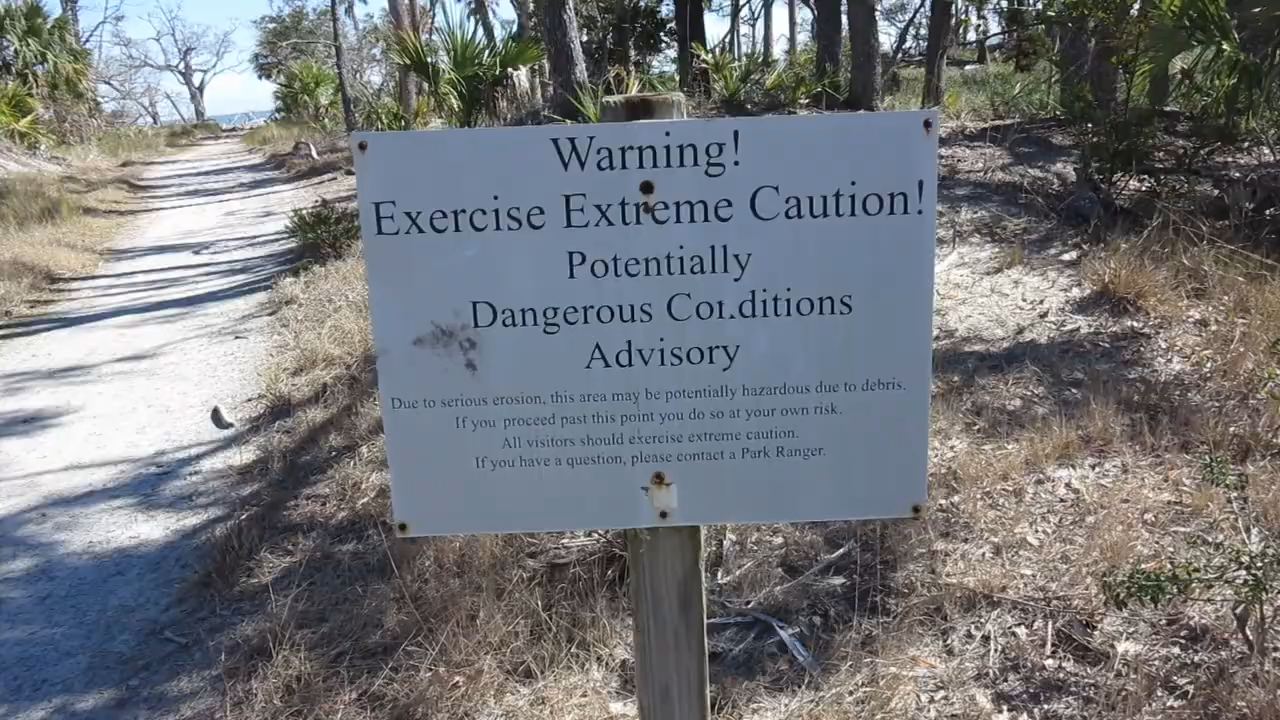 Warning!
Exercise Extreme Caution!
Potentially
Dangerous Conditions
Advisory
Due to serious erosion, this area may be potentially hazardous due to debris.
If you proceed past this point you do so at your own risk.
All visitors should exercise extreme caution.
If you have a question, please contact a Park Ranger.